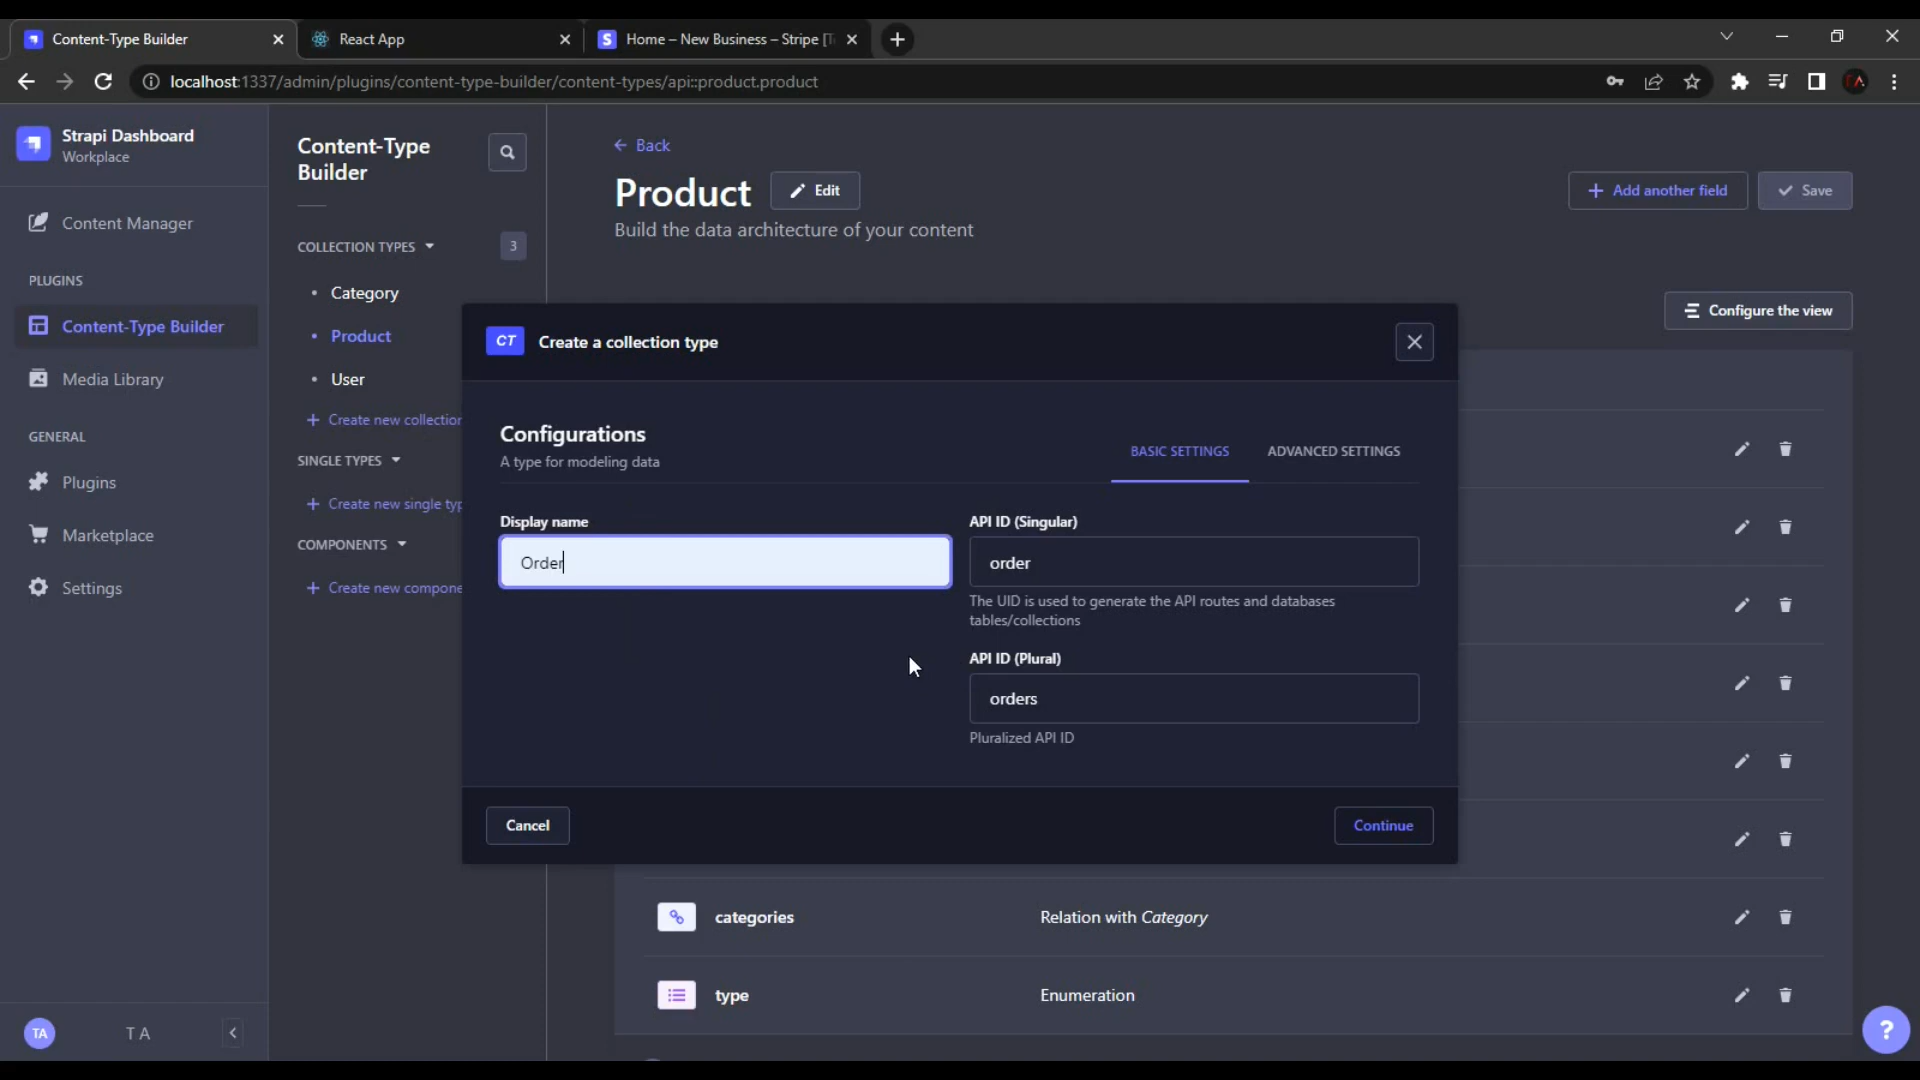 Content-Type Builder
React App
Home – New Business – Stripe [T
localhost:1337/admin/plugins/content-type-builder/content-types/api::product.product
Strapi Dashboard
Workplace
Content Manager
PLUGINS
Content-Type Builder
Media Library
GENERAL
Plugins
Marketplace
Settings
TA
T A
Content-Type
Builder
COLLECTION TYPES
3
Category
Product
User
+ Create new collection
SINGLE TYPES
+ Create new single typ
COMPONENTS
+ Create new compone
← Back
Product
Edit
Build the data architecture of your content
+ Add another field
Save
Configure the view
CT
Create a collection type
Configurations
A type for modeling data
BASIC SETTINGS
ADVANCED SETTINGS
Display name
Order
API ID (Singular)
order
The UID is used to generate the API routes and databases
tables/collections
API ID (Plural)
orders
Pluralized API ID
Cancel
Continue
categories
Relation with Category
type
Enumeration
?